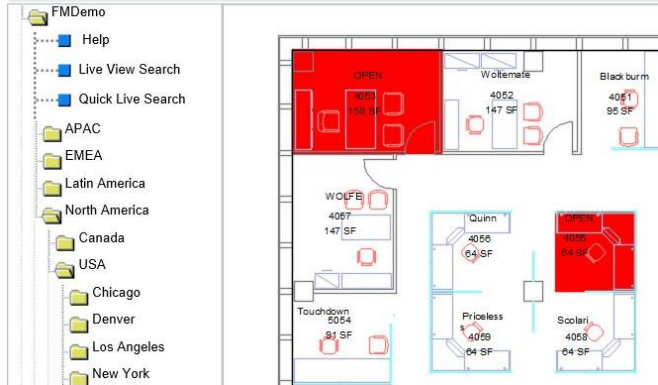 FMDemo
Help
Live View Search
Quick Live Search
APAC
EMEA
Latin America
North America
Canada
USA
Chicago
Denver
Los Angeles
New York
OPEN
4053
158 SF
Woltemate
4052
147 SF
Blackburn
4051
95 SF
WOLFE
4057
147 SF
Quinn
4056
64 SF
OPEN
4055
64 SF
Touchdown
5054
91 SF
Priceless
s
4059
64 SF
Scolari
4058
64 SF